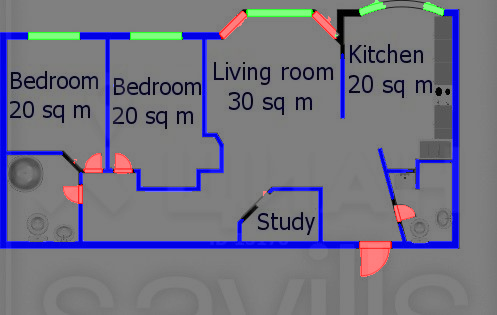 Bedroom
20 sq m
Bedroom
20 sq m
Living room
30 sq m
Kitchen
20 sq m
Study
savills